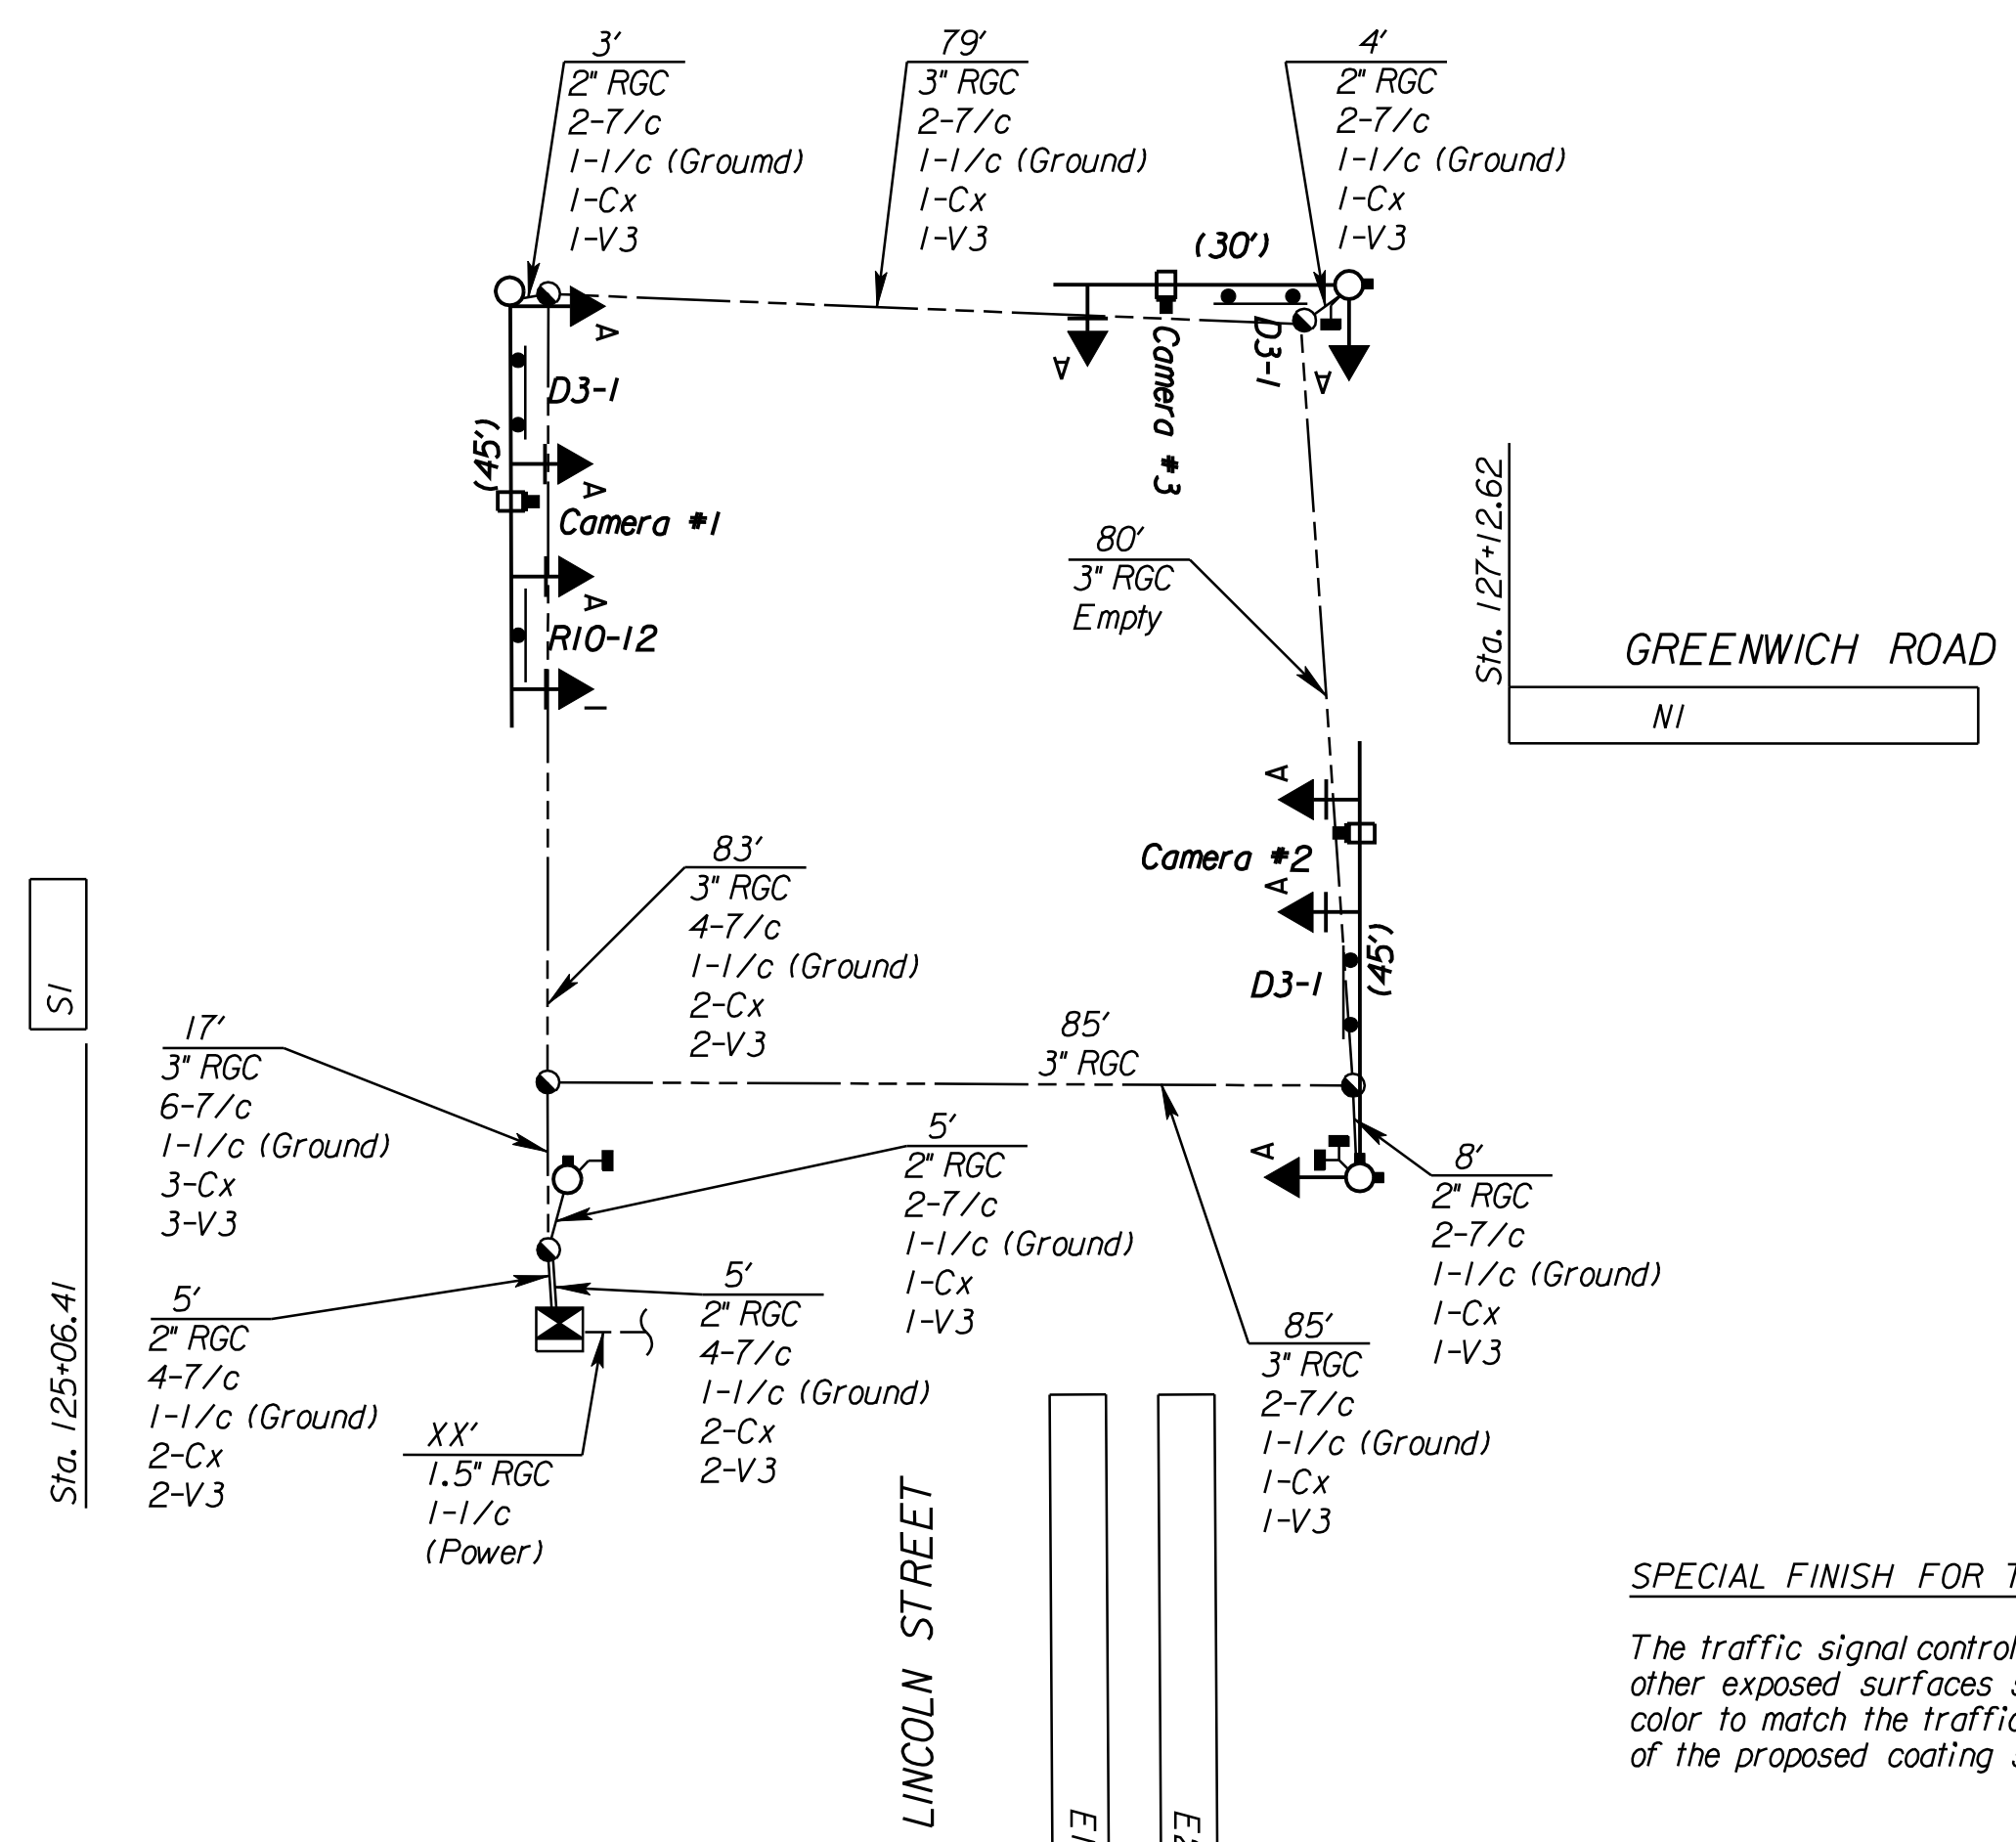 3'
2" RGC
2-7/c
1-1/c (Groumd)
1-Cx
1-V3
79'
3" RGC
2-7/c
1-1/c (Ground)
1-Cx
1-V3
4'
2" RGC
2-7/c
1-1/c (Ground)
1-Cx
1-V3
(30')
A
D3-1
(45')
A
Camera #1
A
R10-12
I
A
Camera #3
D3-1
A
80'
3" RGC
Empty
Sta. 127+12.62
GREENWICH ROAD
N1
A
Camera #2
A
D3-1
(45')
83'
3" RGC
4-7/c
1-1/c (Ground)
2-Cx
2-V3
S1
Sta. 125+06.41
17'
3" RGC
6-7/c
1-1/c (Ground)
3-Cx
3-V3
85'
3" RGC
A
5'
2" RGC
2-7/c
1-1/c (Ground)
1-Cx
1-V3
8'
2" RGC
2-7/c
1-1/c (Ground)
1-Cx
1-V3
5'
2" RGC
4-7/c
1-1/c (Ground)
2-Cx
2-V3
5'
2" RGC
4-7/c
1-1/c (Ground)
2-Cx
2-V3
85'
3" RGC
2-7/c
1-1/c (Ground)
1-Cx
1-V3
XX'
1.5" RGC
1-1/c
(Power)
LINCOLN STREET
E1
SPECIAL FINISH FOR
The traffic signal control
other exposed surfaces
color to match the traffic
of the proposed coating